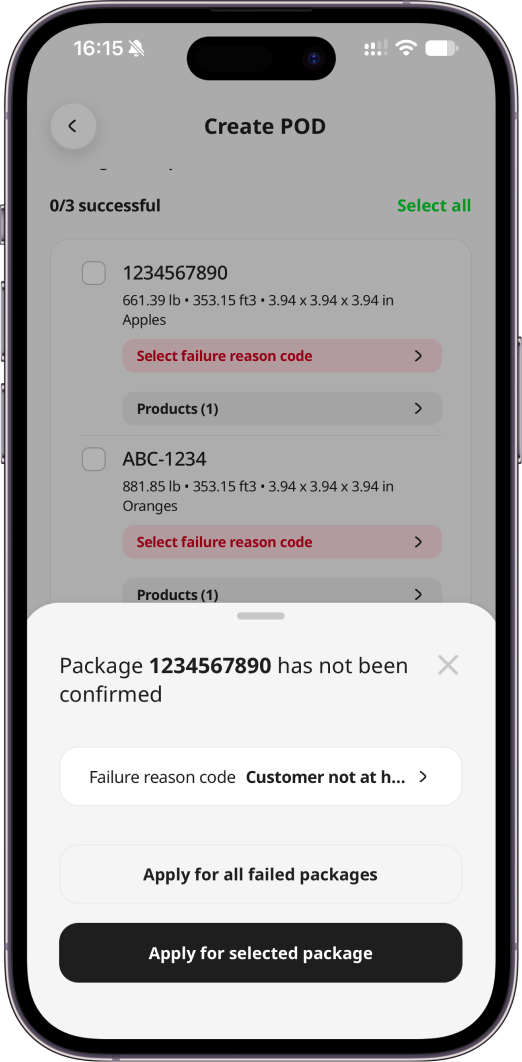 16:15
Create POD
0/3 successful
Select all
1234567890
661.39 lb • 353.15 ft3 • 3.94 x 3.94 x 3.94 in
Apples
Select failure reason code
Products (1)
ABC-1234
881.85 lb • 353.15 ft3 • 3.94 x 3.94 x 3.94 in
Oranges
Select failure reason code
Products (1)
Package 1234567890 has not been
confirmed
Failure reason code Customer not at h...
Apply for all failed packages
Apply for selected package